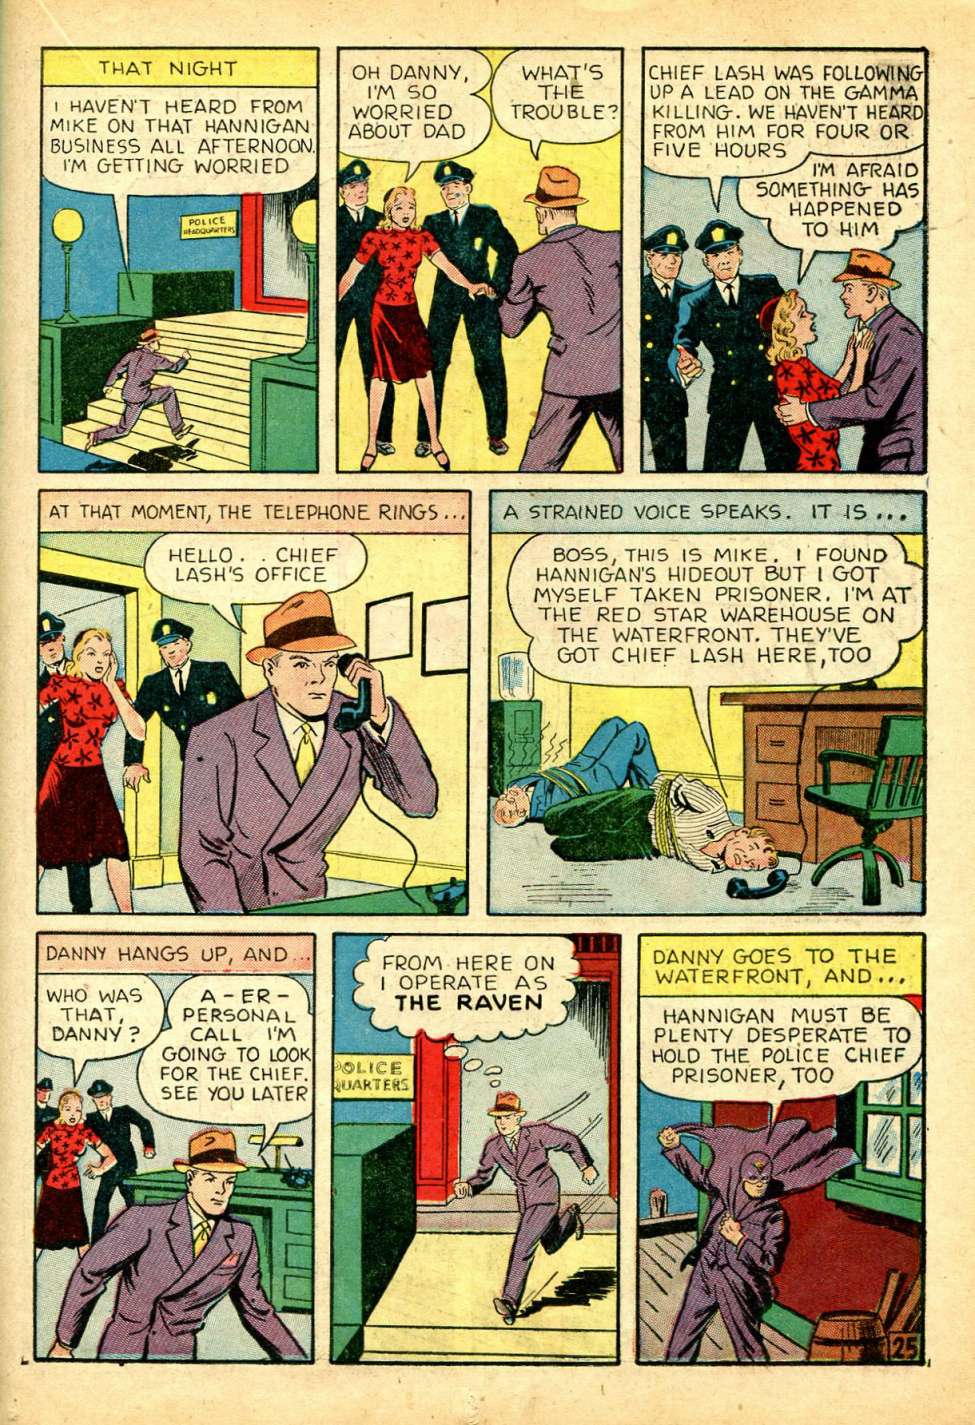 THAT NIGHT
I HAVEN'T HEARD FROM
MIKE ON THAT HANNIGAN
BUSINESS ALL AFTERNOON.
I'M GETTING WORRIED
POLICE
HEADQUARTERS
OH DANNY,
I'M SO
WORRIED
ABOUT DAD
WHAT'S
THE
TROUBLE?
CHIEF LASH WAS FOLLOWING
UP A LEAD ON THE GAMMA
KILLING. WE HAVEN'T HEARD
FROM HIM FOR FOUR OR
FIVE HOURS
I'M AFRAID
SOMETHING HAS
HAPPENED
TO HIM
AT THAT MOMENT, THE TELEPHONE RINGS...
HELLO. . CHIEF
LASH'S OFFICE
A STRAINED VOICE SPEAKS. IT IS...
BOSS, THIS IS MIKE. I FOUND
HANNIGAN'S HIDEOUT BUT I GOT
MYSELF TAKEN PRISONER. I'M AT
THE RED STAR WAREHOUSE ON
THE WATERFRONT. THEY'VE
GOT CHIEF LASH HERE, TOO
DANNY HANGS UP, AND...
WHO WAS
THAT,
DANNY?
A-ER-
PERSONAL
CALL I'M
GOING TO LOOK
FOR THE CHIEF.
SEE YOU LATER
FROM HERE ON
I OPERATE AS
THE RAVEN
POLICE
QUARTERS
DANNY GOES TO THE
WATERFRONT, AND...
HANNIGAN MUST BE
PLENTY DESPERATE TO
HOLD THE POLICE CHIEF
PRISONER, TOO
25